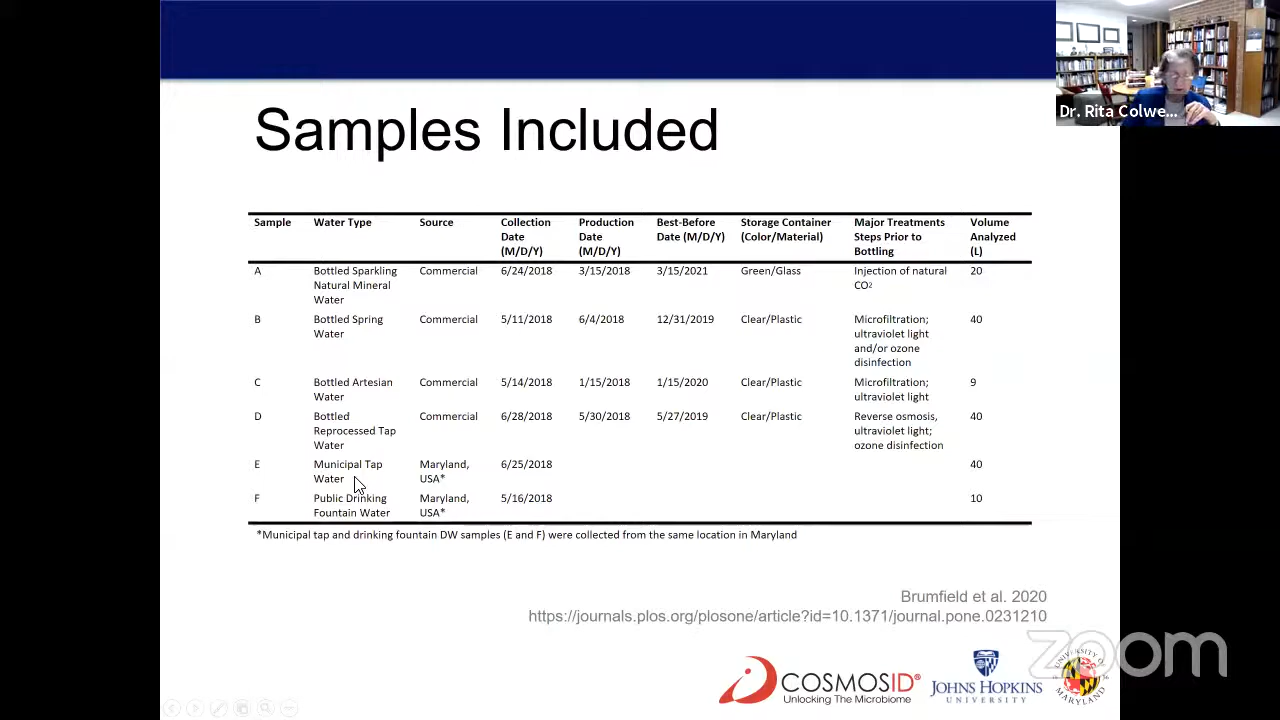 Samples Included
Dr. Rita Colwe...
Sample Water Type Source Collection Date (M/D/Y) Production Date (M/D/Y) Best-Before Date (M/D/Y) Storage Container (Color/Material) Major Treatments Steps Prior to Bottling Volume Analyzed (L)
A Bottled Sparkling Natural Mineral Water Commercial 6/24/2018 3/15/2018 3/15/2021 Green/Glass Injection of natural CO2 20
B Bottled Spring Water Commercial 5/11/2018 6/4/2018 12/31/2019 Clear/Plastic Microfiltration; ultraviolet light and/or ozone disinfection 40
C Bottled Artesian Water Commercial 5/14/2018 1/15/2018 1/15/2020 Clear/Plastic Microfiltration; ultraviolet light 9
D Bottled Reprocessed Tap Water Commercial 6/28/2018 5/30/2018 5/27/2019 Clear/Plastic Reverse osmosis, ultraviolet light; ozone disinfection 40
E Municipal Tap Water Maryland, USA* 6/25/2018 40
F Public Drinking Fountain Water Maryland, USA* 5/16/2018 10
*Municipal tap and drinking fountain DW samples (E and F) were collected from the same location in Maryland
Brumfield et al. 2020
https://journals.plos.org/plosone/article?id=10.1371/journal.pone.0231210
zoom
COSMOSID®
Unlocking The Microbiome
JOHNS HOPKINS
UNIVERSITY
UNIVERSITY OF
MARYLAND